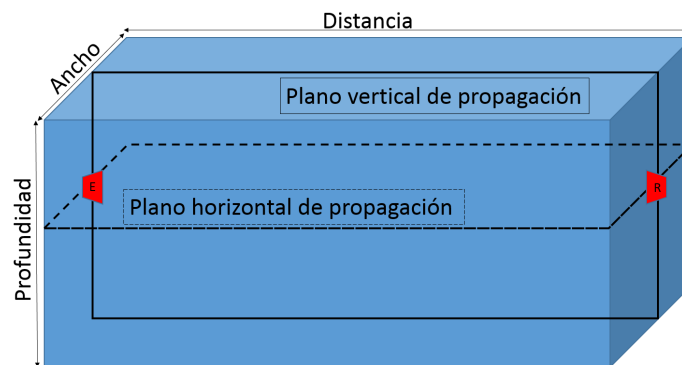 Distancia
Ancho
Plano vertical de propagación
E
R
Plano horizontal de propagación
Profundidad